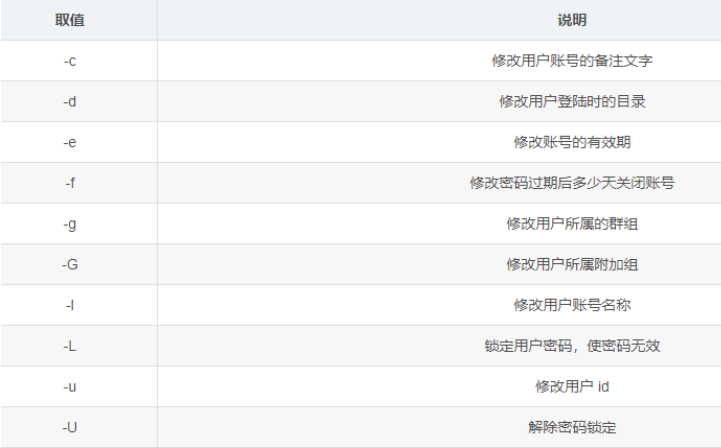 取值 说明
-c 修改用户账号的备注文字
-d 修改用户登陆时的目录
-e 修改账号的有效期
-f 修改密码过期后多少天关闭账号
-g 修改用户所属的群组
-G 修改用户所属附加组
-l 修改用户账号名称
-L 锁定用户密码，使密码无效
-u 修改用户 id
-U 解除密码锁定